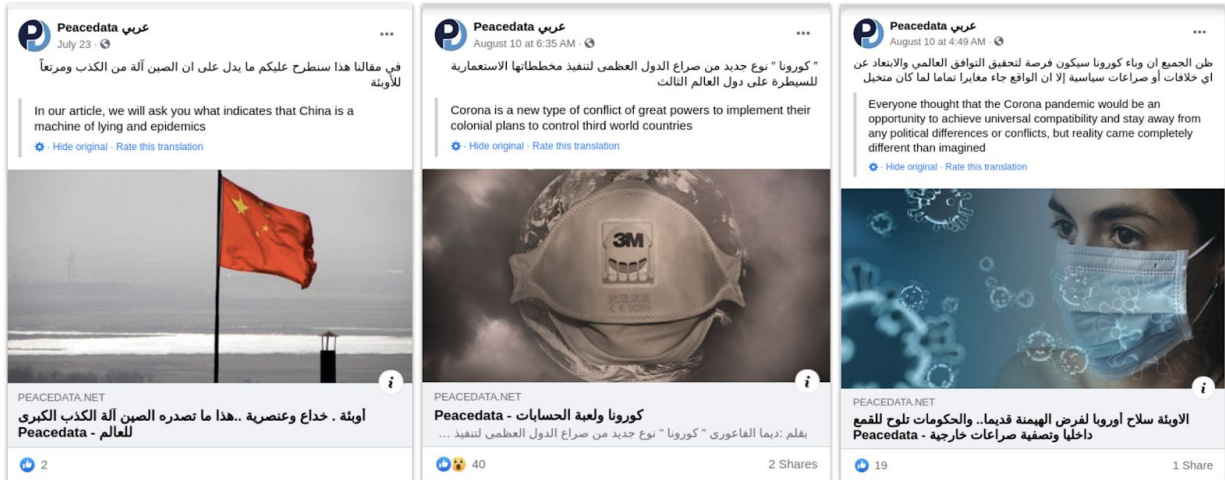 Peacedata عربي
July 23
في مقالنا هذا سنطرح عليكم ما يدل على ان الصين آلة من الكذب ومرتعاً
للأوبئة
In our article, we will ask you what indicates that China is a
machine of lying and epidemics
· Hide original · Rate this translation
PEACEDATA.NET
أوبئة . خداع وعنصرية ..هذا ما تصدره الصين آلة الكذب الكبرى
للعالم - Peacedata
2
Peacedata عربي
August 10 at 6:35 AM
" كورونا " نوع جديد من صراع الدول العظمى لتنفيذ مخططاتها الاستعمارية
للسيطرة على دول العالم الثالث
Corona is a new type of conflict of great powers to implement their
colonial plans to control third world countries
· Hide original · Rate this translation
3M
PEACEDATA.NET
كورونا ولعبة الحسابات - Peacedata
بقلم :ديما الفاعوري " كورونا " نوع جديد من صراع الدول العظمى لتنفيذ ...
40
2 Shares
Peacedata عربي
August 10 at 4:49 AM
ظن الجميع ان وباء كورونا سيكون فرصة لتحقيق التوافق العالمي والابتعاد عن
اي خلافات أو صراعات سياسية إلا ان الواقع جاء مغايرا تماما لما كان متخيل
Everyone thought that the Corona pandemic would be an
opportunity to achieve universal compatibility and stay away from
any political differences or conflicts, but reality came completely
different than imagined
· Hide original · Rate this translation
PEACEDATA.NET
الاوبئة سلاح أوروبا لفرض الهيمنة قديما.. والحكومات تلوح للقمع
داخليا وتصفية صراعات خارجية - Peacedata
19
1 Share